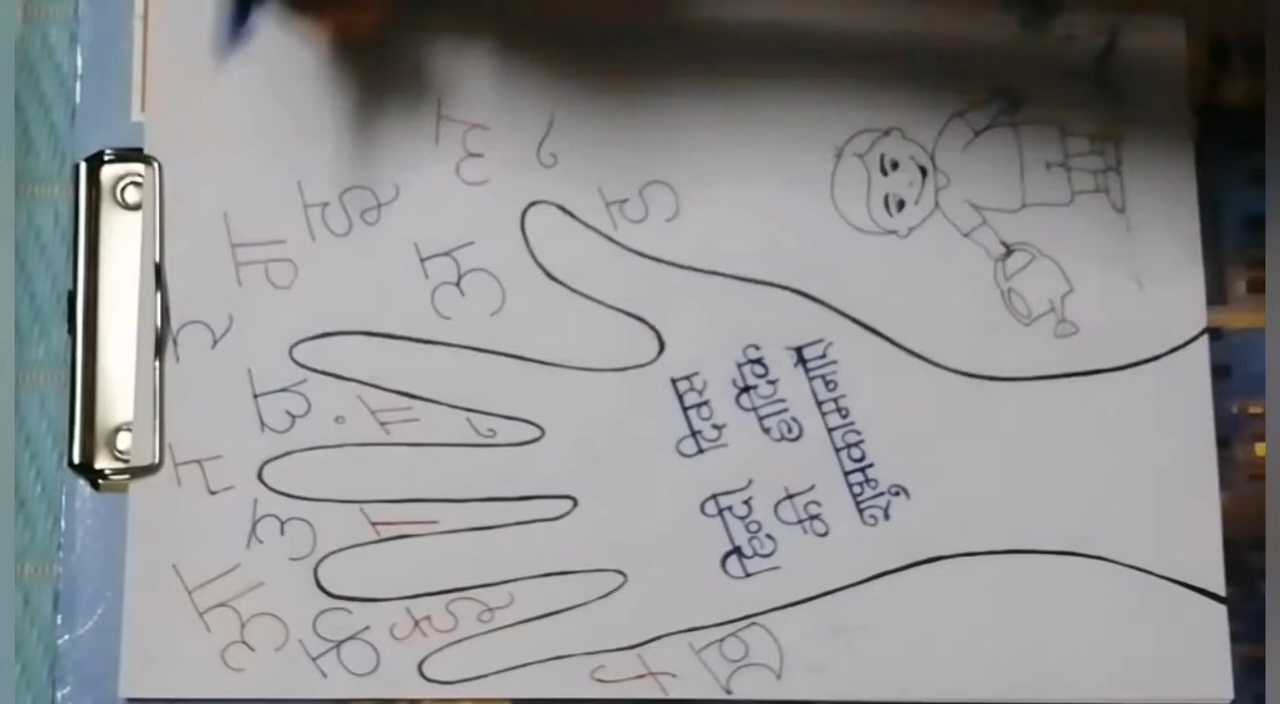 आ त र ग
क उ घ अ
ख
हिन्दी दिवस
की हार्दिक
शुभकामनाएं